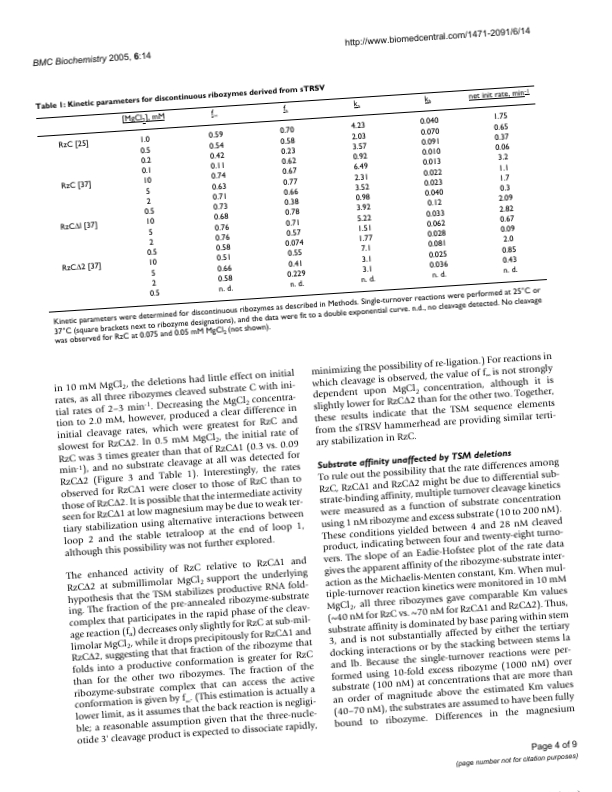 BMC Biochemistry 2005, 6:14
http://www.biomedcentral.com/1471-2091/6/14
Table 1: Kinetic parameters for discontinuous ribozymes derived from sTRSV
[MgCl₂], mM f∞ fₐ kₐ k_b net init rate, min⁻¹
RzC [25] 1.0 0.59 0.70 4.23 0.040 1.75
0.5 0.54 0.58 2.03 0.070 0.65
0.2 0.42 0.23 3.57 0.091 0.37
0.1 0.11 0.62 0.92 0.010 0.06
RzC [37] 10 0.74 0.67 6.49 0.013 3.2
5 0.63 0.77 2.31 0.022 1.1
2 0.71 0.66 3.52 0.023 1.7
0.5 0.73 0.38 0.98 0.040 0.3
RzCΔ1 [37] 10 0.68 0.78 3.92 0.12 2.09
5 0.76 0.71 5.22 0.033 2.82
2 0.76 0.57 1.51 0.062 0.67
0.5 0.58 0.074 1.77 0.028 0.09
RzCΔ2 [37] 10 0.51 0.55 7.1 0.081 2.0
5 0.66 0.41 3.1 0.025 0.85
2 0.58 0.229 3.1 0.036 0.43
0.5 n. d. n. d. n. d. n. d. n. d.
Kinetic parameters were determined for discontinuous ribozymes as described in Methods. Single-turnover reactions were performed at 25°C or
37°C (square brackets next to ribozyme designations), and the data were fit to a double exponential curve. n.d., no cleavage detected. No cleavage
was observed for RzC at 0.075 and 0.05 mM MgCl₂ (not shown).
in 10 mM MgCl₂, the deletions had little effect on initial
rates, as all three ribozymes cleaved substrate C with ini-
tial rates of 2–3 min⁻¹. Decreasing the MgCl₂ concentra-
tion to 2.0 mM, however, produced a clear difference in
initial cleavage rates, which were greatest for RzC and
slowest for RzCΔ2. In 0.5 mM MgCl₂, the initial rate of
RzC was 3 times greater than that of RzCΔ1 (0.3 vs. 0.09
min⁻¹), and no substrate cleavage at all was detected for
RzCΔ2 (Figure 3 and Table 1). Interestingly, the rates
observed for RzCΔ1 were closer to those of RzC than to
those of RzCΔ2. It is possible that the intermediate activity
seen for RzCΔ1 at low magnesium may be due to weak ter-
tiary stabilization using alternative interactions between
loop 2 and the stable tetraloop at the end of loop 1,
although this possibility was not further explored.
The enhanced activity of RzC relative to RzCΔ1 and
RzCΔ2 at submillimolar MgCl₂ support the underlying
hypothesis that the TSM stabilizes productive RNA fold-
ing. The fraction of the pre-annealed ribozyme-substrate
complex that participates in the rapid phase of the cleav-
age reaction (fₐ) decreases only slightly for RzC at sub-mil-
limolar MgCl₂, while it drops precipitously for RzCΔ1 and
RzCΔ2, suggesting that that fraction of the ribozyme that
folds into a productive conformation is greater for RzC
than for the other two ribozymes. The fraction of the
ribozyme-substrate complex that can access the active
conformation is given by f∞. (This estimation is actually a
lower limit, as it assumes that the back reaction is negligi-
ble; a reasonable assumption given that the three-nucle-
otide 3' cleavage product is expected to dissociate rapidly,
minimizing the possibility of re-ligation.) For reactions in
which cleavage is observed, the value of f∞ is not strongly
dependent upon MgCl₂ concentration, although it is
slightly lower for RzCΔ2 than for the other two. Together,
these results indicate that the TSM sequence elements
from the sTRSV hammerhead are providing similar terti-
ary stabilization in RzC.
Substrate affinity unaffected by TSM deletions
To rule out the possibility that the rate differences among
RzC, RzCΔ1 and RzCΔ2 might be due to differential sub-
strate-binding affinity, multiple turnover cleavage kinetics
were measured as a function of substrate concentration
using 1 nM ribozyme and excess substrate (10 to 200 nM).
These conditions yielded between 4 and 28 nM cleaved
product, indicating between four and twenty-eight turno-
vers. The slope of an Eadie-Hofstee plot of the rate data
gives the apparent affinity of the ribozyme-substrate inter-
action as the Michaelis-Menten constant, Km. When mul-
tiple-turnover reaction kinetics were monitored in 10 mM
MgCl₂, all three ribozymes gave comparable Km values
(~40 nM for RzC vs. ~70 nM for RzCΔ1 and RzCΔ2). Thus,
substrate affinity is dominated by base paring within stem
3, and is not substantially affected by either the tertiary
docking interactions or by the stacking between stems Ia
and Ib. Because the single-turnover reactions were per-
formed using 10-fold excess ribozyme (1000 nM) over
substrate (100 nM) at concentrations that are more than
an order of magnitude above the estimated Km values
(40–70 nM), the substrates are assumed to have been fully
bound to ribozyme. Differences in the magnesium
Page 4 of 9
(page number not for citation purposes)